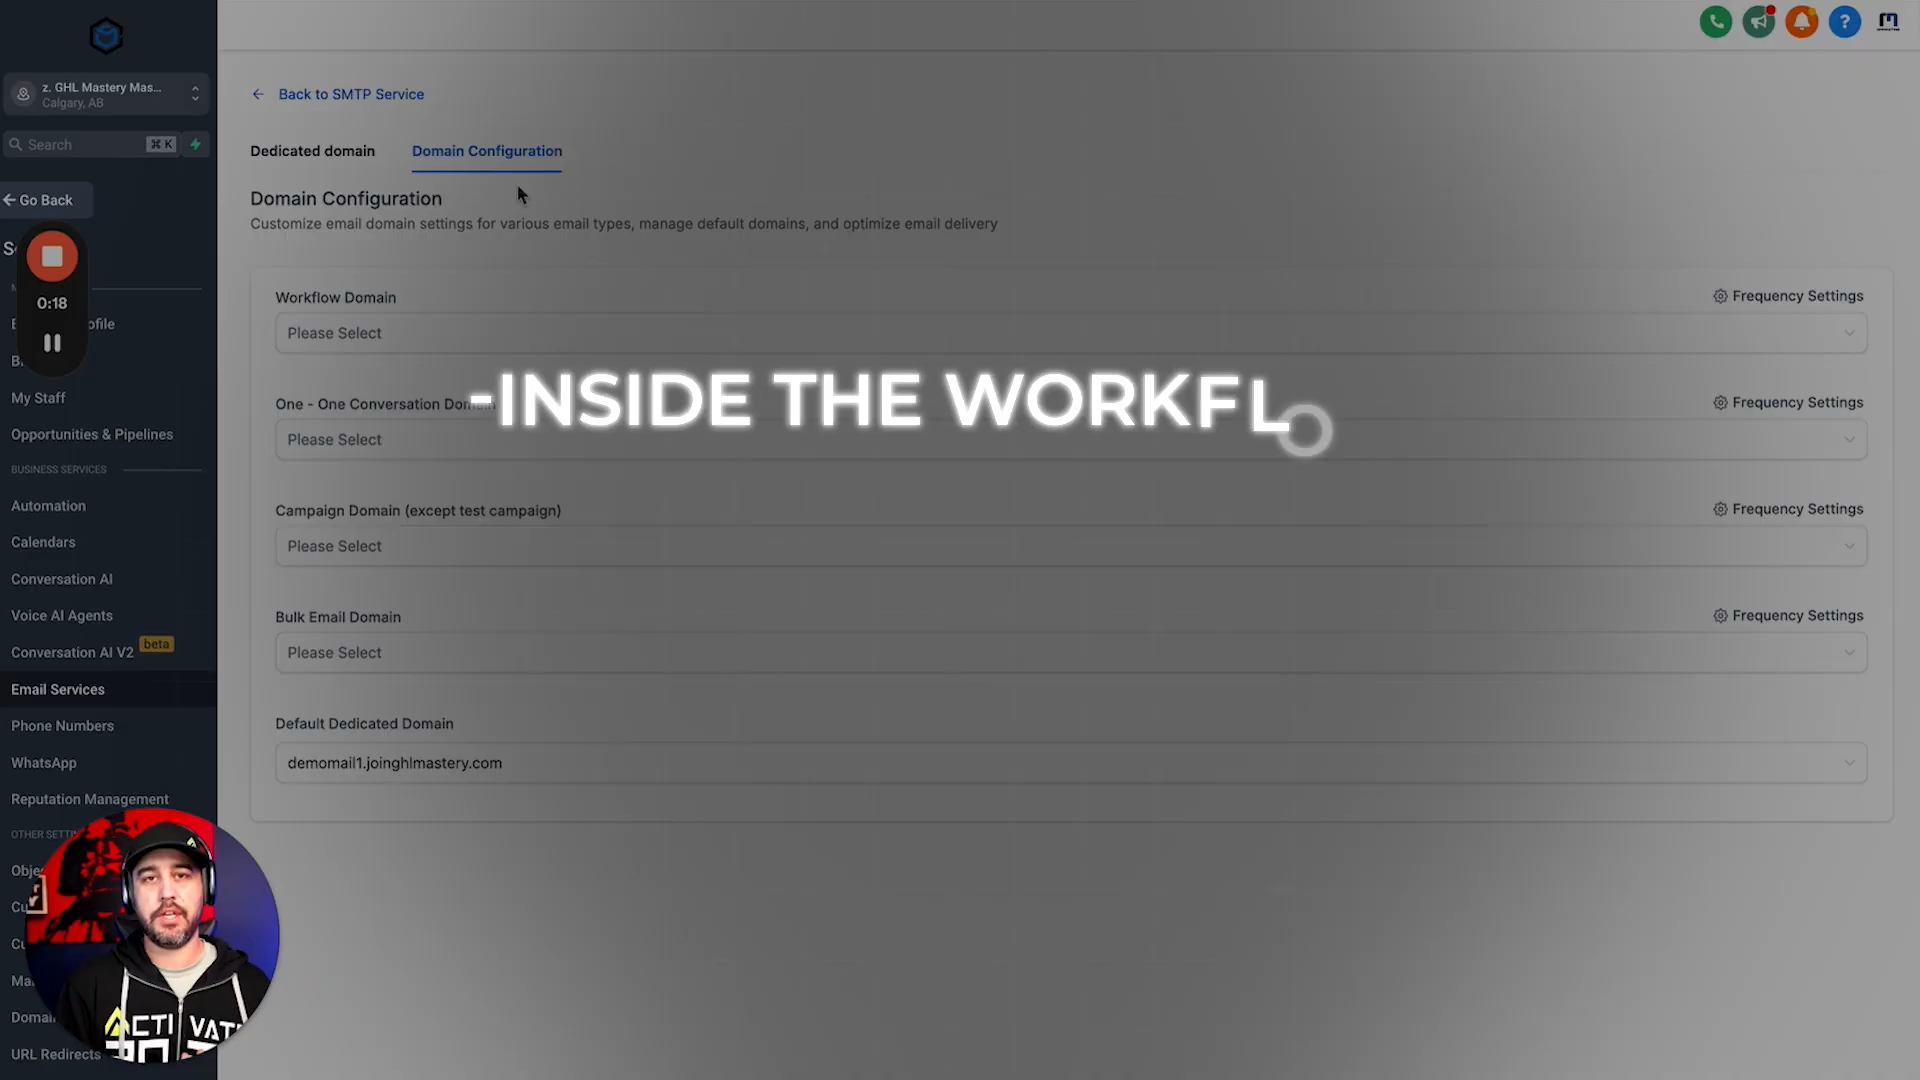 z. GHL Mastery Mas...
Calgary, AB
Search
⌘ K
Go Back
0:18
My Staff
Opportunities & Pipelines
BUSINESS SERVICES
Automation
Calendars
Conversation AI
Voice AI Agents
Conversation AI V2
beta
Email Services
Phone Numbers
WhatsApp
Reputation Management
URL Redirects
← Back to SMTP Service
Dedicated domain
Domain Configuration
Domain Configuration
Customize email domain settings for various email types, manage default domains, and optimize email delivery
Workflow Domain
Frequency Settings
Please Select
-INSIDE THE WORKFLO
One - One Conversation Domain
Frequency Settings
Please Select
Campaign Domain (except test campaign)
Frequency Settings
Please Select
Bulk Email Domain
Frequency Settings
Please Select
Default Dedicated Domain
demomail1.joinghlmastery.com